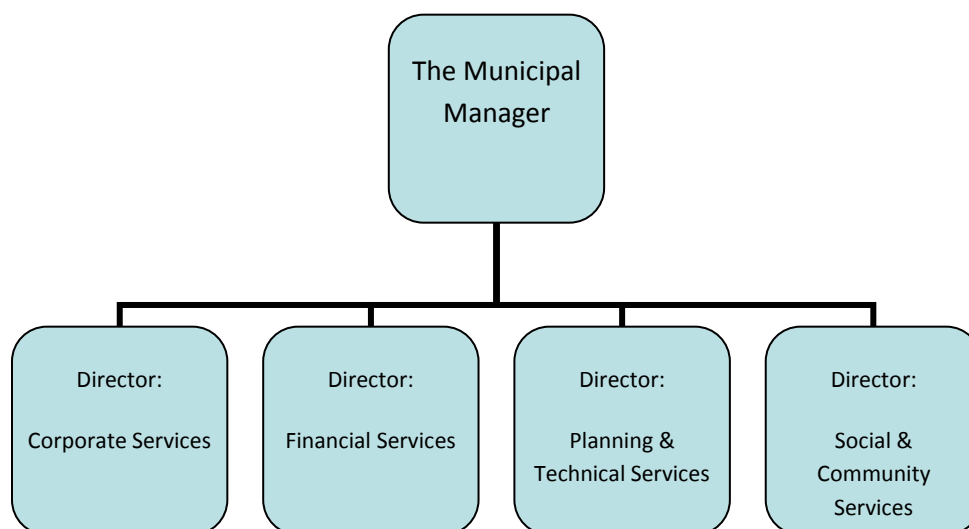 The Municipal
Manager
Director:
Corporate Services
Director:
Financial Services
Director:
Planning &
Technical Services
Director:
Social &
Community
Services